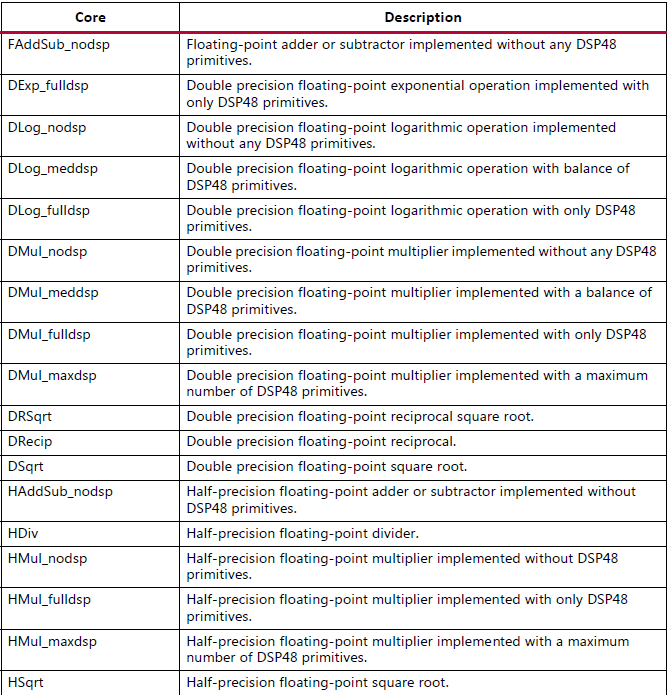 Core Description
FAddSub_nodsp Floating-point adder or subtractor implemented without any DSP48
primitives.
DExp_fulldsp Double precision floating-point exponential operation implemented with
only DSP48 primitives.
DLog_nodsp Double precision floating-point logarithmic operation implemented
without any DSP48 primitives.
DLog_meddsp Double precision floating-point logarithmic operation with balance of
DSP48 primitives.
DLog_fulldsp Double precision floating-point logarithmic operation with only DSP48
primitives.
DMul_nodsp Double precision floating-point multiplier implemented without any DSP48
primitives.
DMul_meddsp Double precision floating-point multiplier implemented with a balance of
DSP48 primitives.
DMul_fulldsp Double precision floating-point multiplier implemented with only DSP48
primitives.
DMul_maxdsp Double precision floating-point multiplier implemented with a maximum
number of DSP48 primitives.
DRSqrt Double precision floating-point reciprocal square root.
DRecip Double precision floating-point reciprocal.
DSqrt Double precision floating-point square root.
HAddSub_nodsp Half-precision floating-point adder or subtractor implemented without
DSP48 primitives.
HDiv Half-precision floating-point divider.
HMul_nodsp Half-precision floating-point multiplier implemented without DSP48
primitives.
HMul_fulldsp Half-precision floating-point multiplier implemented with only DSP48
primitives.
HMul_maxdsp Half-precision floating-point multiplier implemented with a maximum
number of DSP48 primitives.
HSqrt Half-precision floating-point square root.